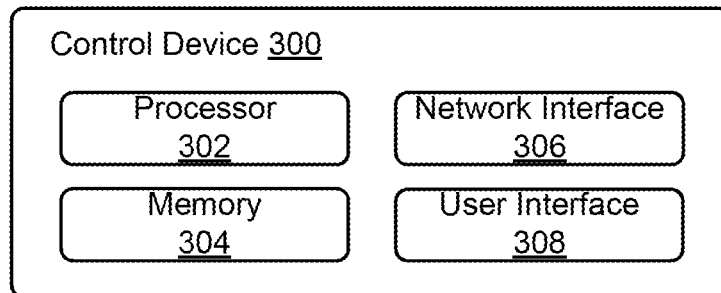 Control Device 300
Processor
302
Network Interface
306
Memory
304
User Interface
308